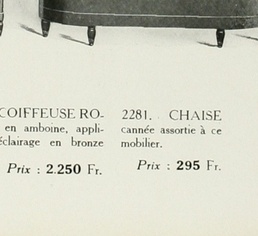 COIFFEUSE RO-
en amboine, appli-
éclairage en bronze
Prix : 2.250 Fr.
2281. CHAISE
cannée assortie à ce
mobilier.
Prix : 295 Fr.